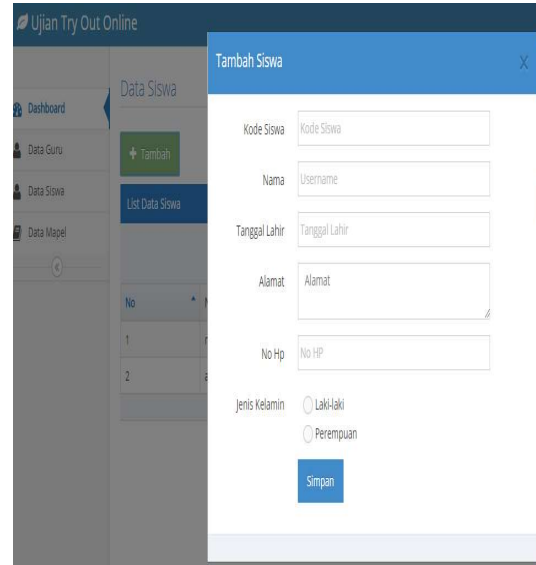 Ujian Try Out Online
Dashboard
Data Guru
Data Siswa
Data Mapel
Data Siswa
+ Tambah
List Data Siswa
No
1
2
Tambah Siswa
X
Kode Siswa
Kode Siswa
Nama
Username
Tanggal Lahir
Tanggal Lahir
Alamat
Alamat
No Hp
No HP
Jenis Kelamin
Laki-laki
Perempuan
Simpan